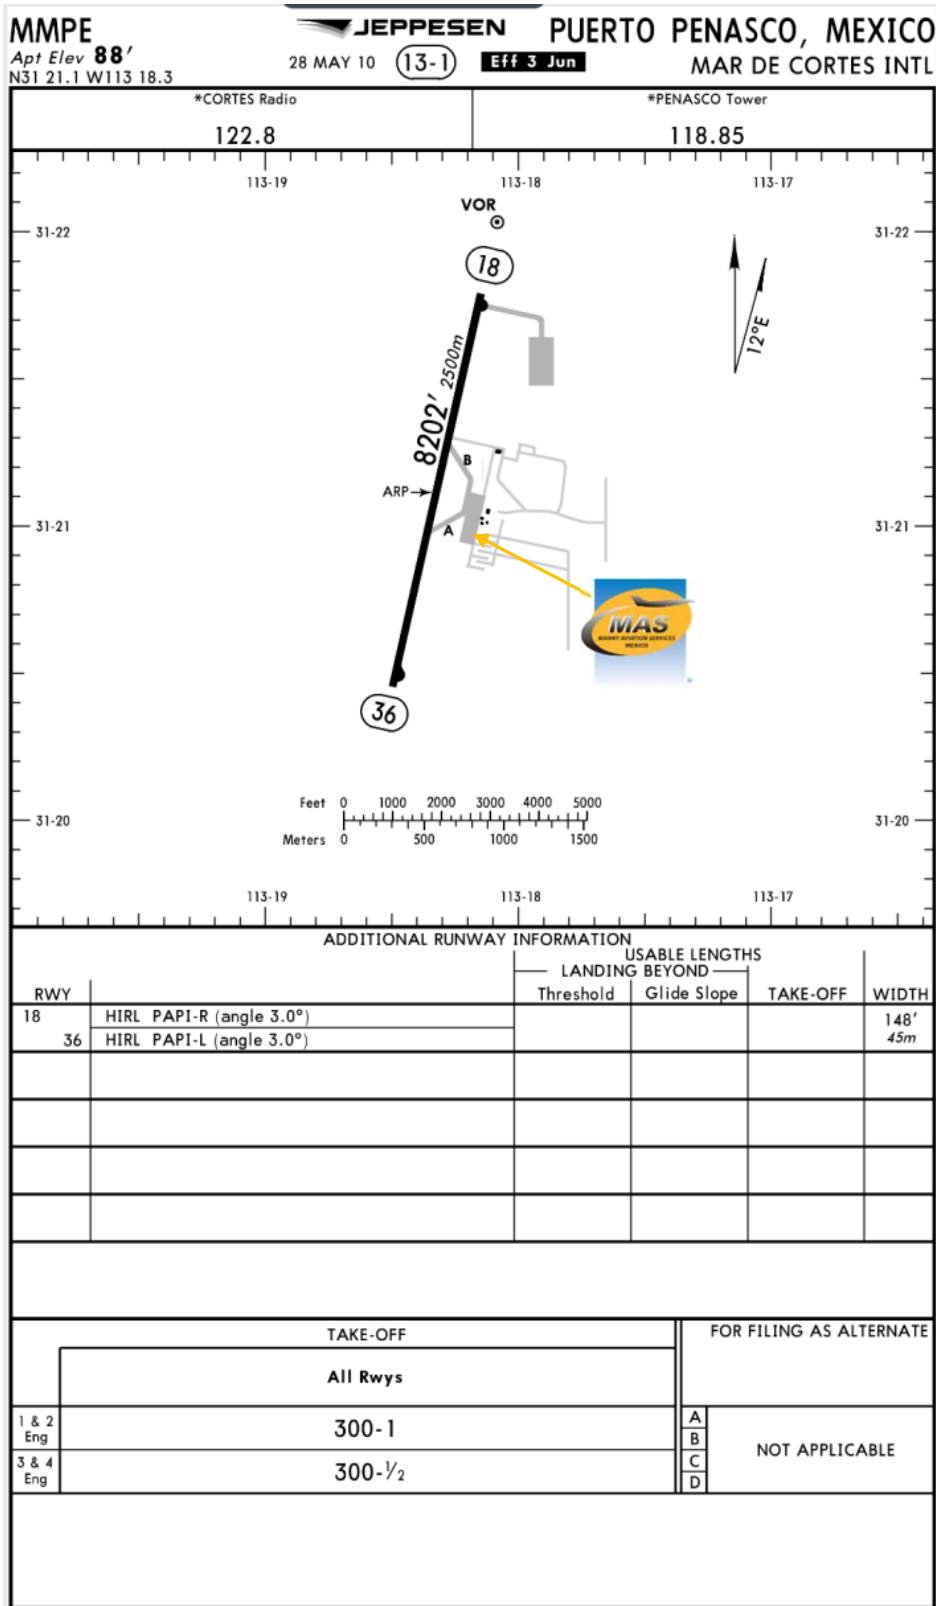 MMPE
Apt Elev 88'
N31 21.1 W113 18.3
JEPPESEN
28 MAY 10 13-1 Eff 3 Jun
PUERTO PENASCO, MEXICO
MAR DE CORTES INTL
*CORTES Radio
122.8
*PENASCO Tower
118.85
113-19 113-18 113-17
VOR
31-22 31-22
18
12°E
8202' 2500m
B
ARP
31-21 31-21
A
MAS
MANNY AVIATION SERVICES
MEXICO
36
Feet 0 1000 2000 3000 4000 5000
31-20 31-20
Meters 0 500 1000 1500
113-19 113-18 113-17
ADDITIONAL RUNWAY INFORMATION
USABLE LENGTHS
LANDING BEYOND
RWY Threshold Glide Slope TAKE-OFF WIDTH
18 HIRL PAPI-R (angle 3.0°) 148'
36 HIRL PAPI-L (angle 3.0°) 45m
TAKE-OFF FOR FILING AS ALTERNATE
All Rwys
1 & 2
Eng
300-1
3 & 4
Eng
300-½
A
B
C
D
NOT APPLICABLE